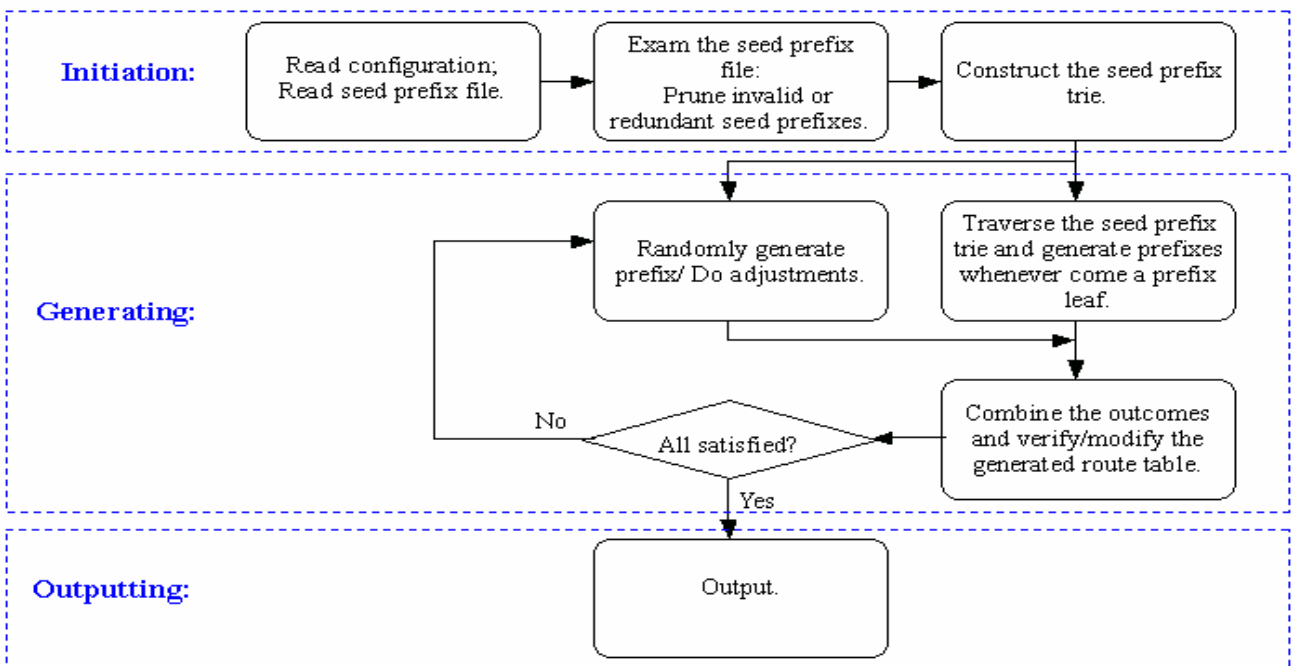 Initiation:
Read configuration;
Read seed prefix file.
Exam the seed prefix
file:
Prune invalid or
redundant seed prefixes.
Construct the seed prefix
trie.
Generating:
Randomly generate
prefix/ Do adjustments.
Traverse the seed prefix
trie and generate prefixes
whenever come a prefix
leaf.
Combine the outcomes
and verify/modify the
generated route table.
All satisfied?
No
Yes
Outputting:
Output.